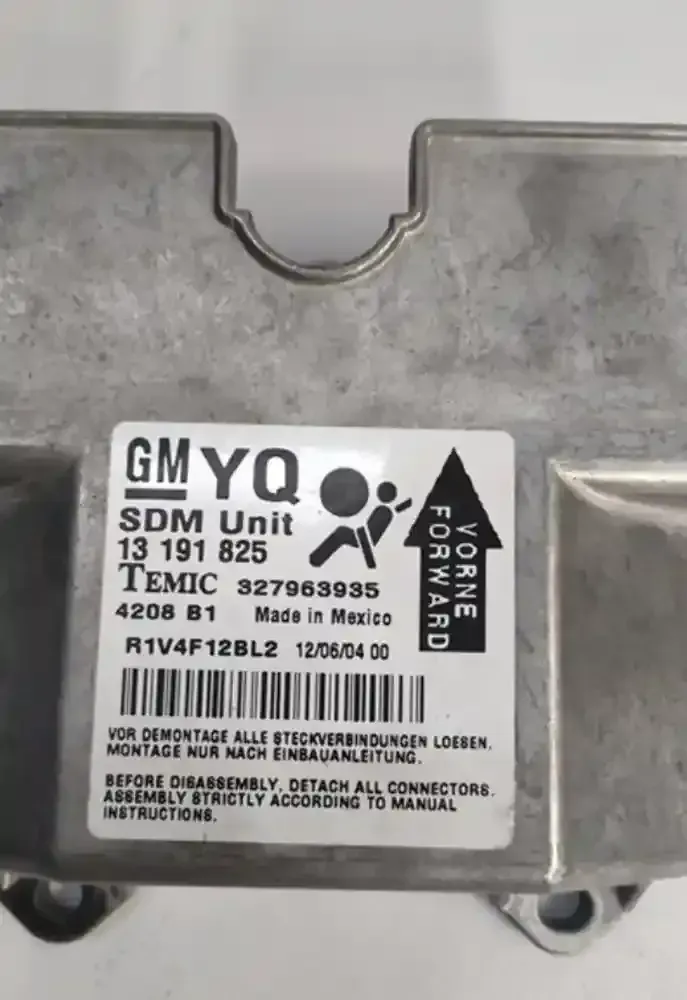 GM YQ
SDM Unit
13 191 825
TEMIC 327963935
4208 B1 Made in Mexico
R1V4F12BL2 12/06/04 00
VORNE
FORWARD
VOR DEMONTAGE ALLE STECKVERBINDUNGEN LOESEN.
MONTAGE NUR NACH EINBAUANLEITUNG.
BEFORE DISASSEMBLY, DETACH ALL CONNECTORS.
ASSEMBLY STRICTLY ACCORDING TO MANUAL
INSTRUCTIONS.